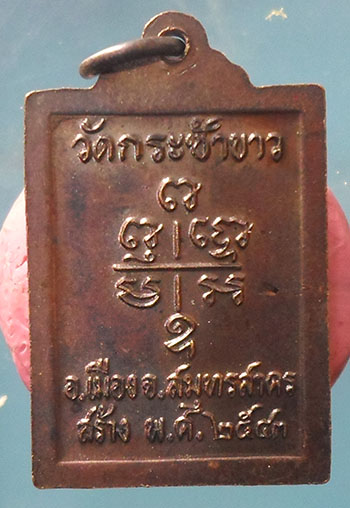 วัดกระซ้าขาว
อ.เมือง จ.สมุทรสาคร
สร้าง พ.ศ. ๒๕๔๓